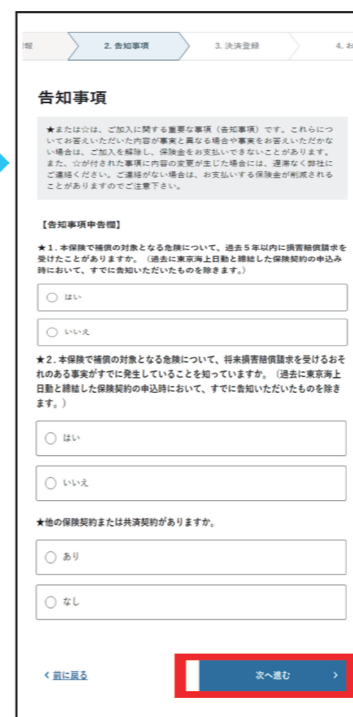 報
2. 告知事項
3. 決済登録
4. お
告知事項
★または☆は、ご加入に関する重要な事項（告知事項）です。これらにつ
いてお答えいただいた内容が事実と異なる場合や事実をお答えいただかな
い場合は、ご加入を解除し、保険金をお支払いできないことがあります。
また、☆が付された事項に内容の変更が生じた場合には、遅滞なく弊社に
ご連絡ください。ご連絡がない場合は、お支払いする保険金が削減される
ことがありますのでご注意下さい。
【告知事項申告欄】
★１. 本保険で補償の対象となる危険について、過去５年以内に損害賠償請求を
受けたことがありますか。（過去に東京海上日動と締結した保険契約の申込み
時において、すでに告知いただいたものを除きます。）
はい
いいえ
★２. 本保険で補償の対象となる危険について、将来損害賠償請求を受けるおそ
れのある事実がすでに発生していることを知っていますか。（過去に東京海上
日動と締結した保険契約の申込時において、すでに告知いただいたものを除き
ます。）
はい
いいえ
★他の保険契約または共済契約がありますか。
あり
なし
< 前に戻る
次へ進む >